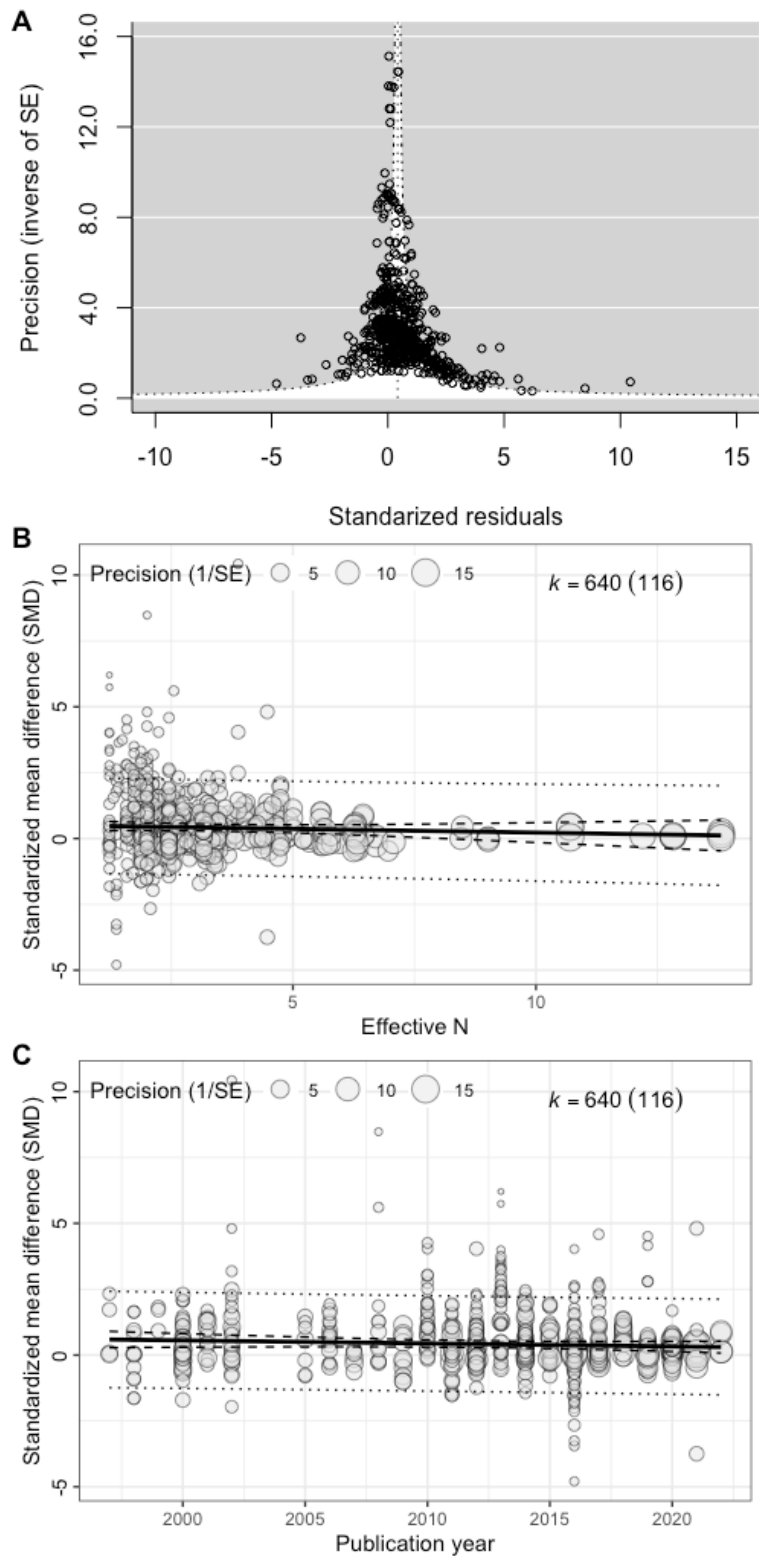 A
Precision (inverse of SE)
16.0
12.0
8.0
4.0
0.0
-10 -5 0 5 10 15
Standarized residuals
B
Precision (1/SE) 5 10 15
k = 640 (116)
Standardized mean difference (SMD)
10
5
0
-5
5 10
Effective N
C
Precision (1/SE) 5 10 15
k = 640 (116)
Standardized mean difference (SMD)
10
5
0
-5
2000 2005 2010 2015 2020
Publication year